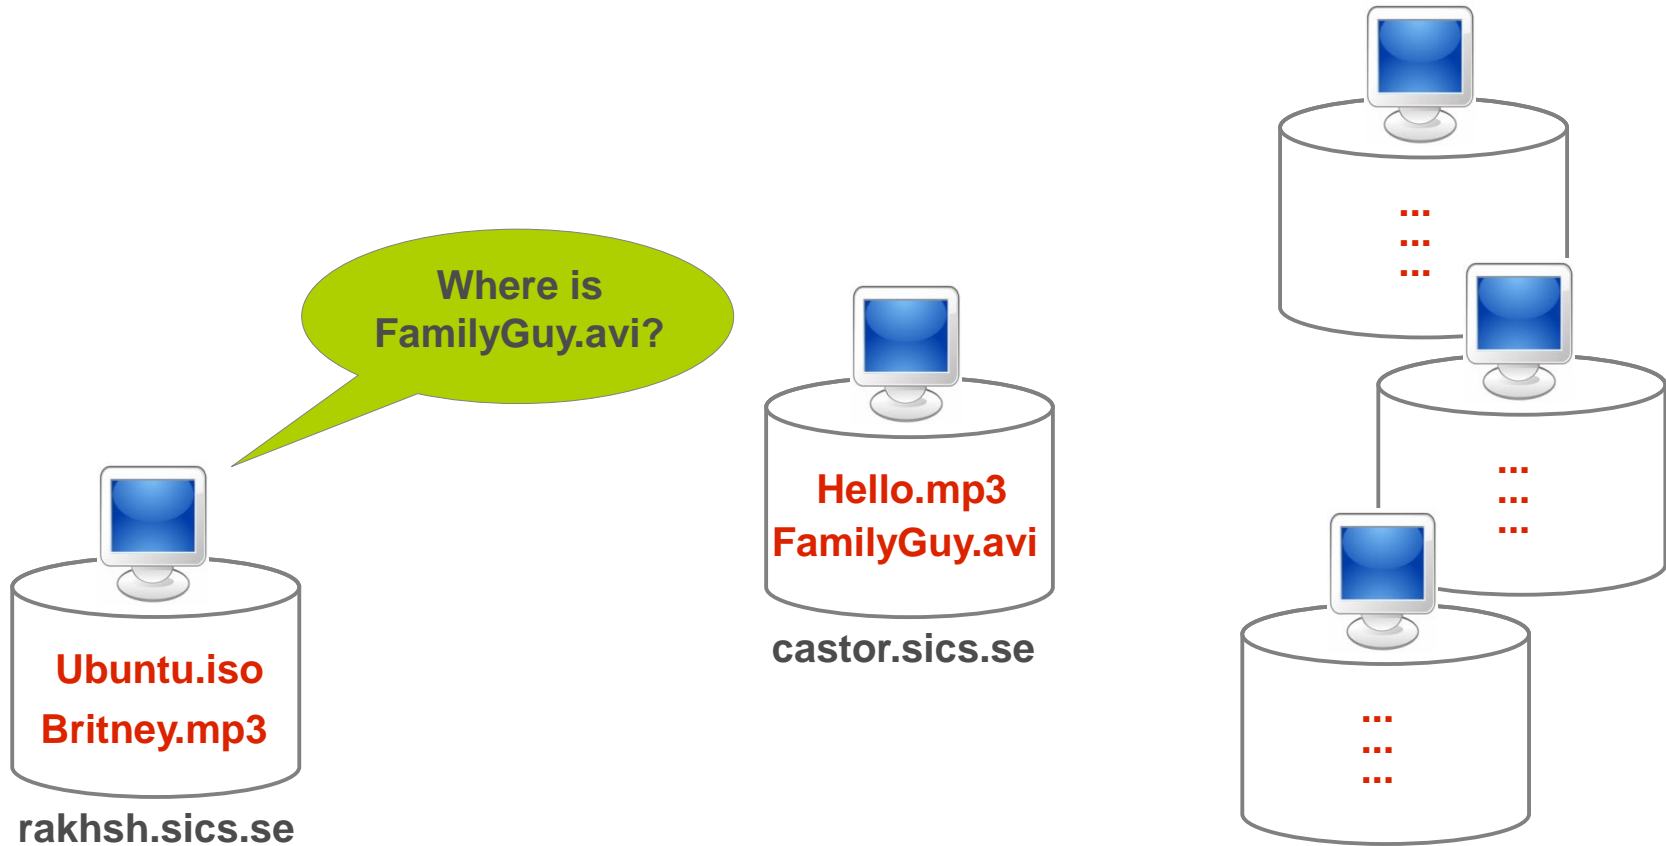 Where is
FamilyGuy.avi?
Ubuntu.iso
Britney.mp3
rakhsh.sics.se
Hello.mp3
FamilyGuy.avi
castor.sics.se
...
...
...
...
...
...
...
...
...